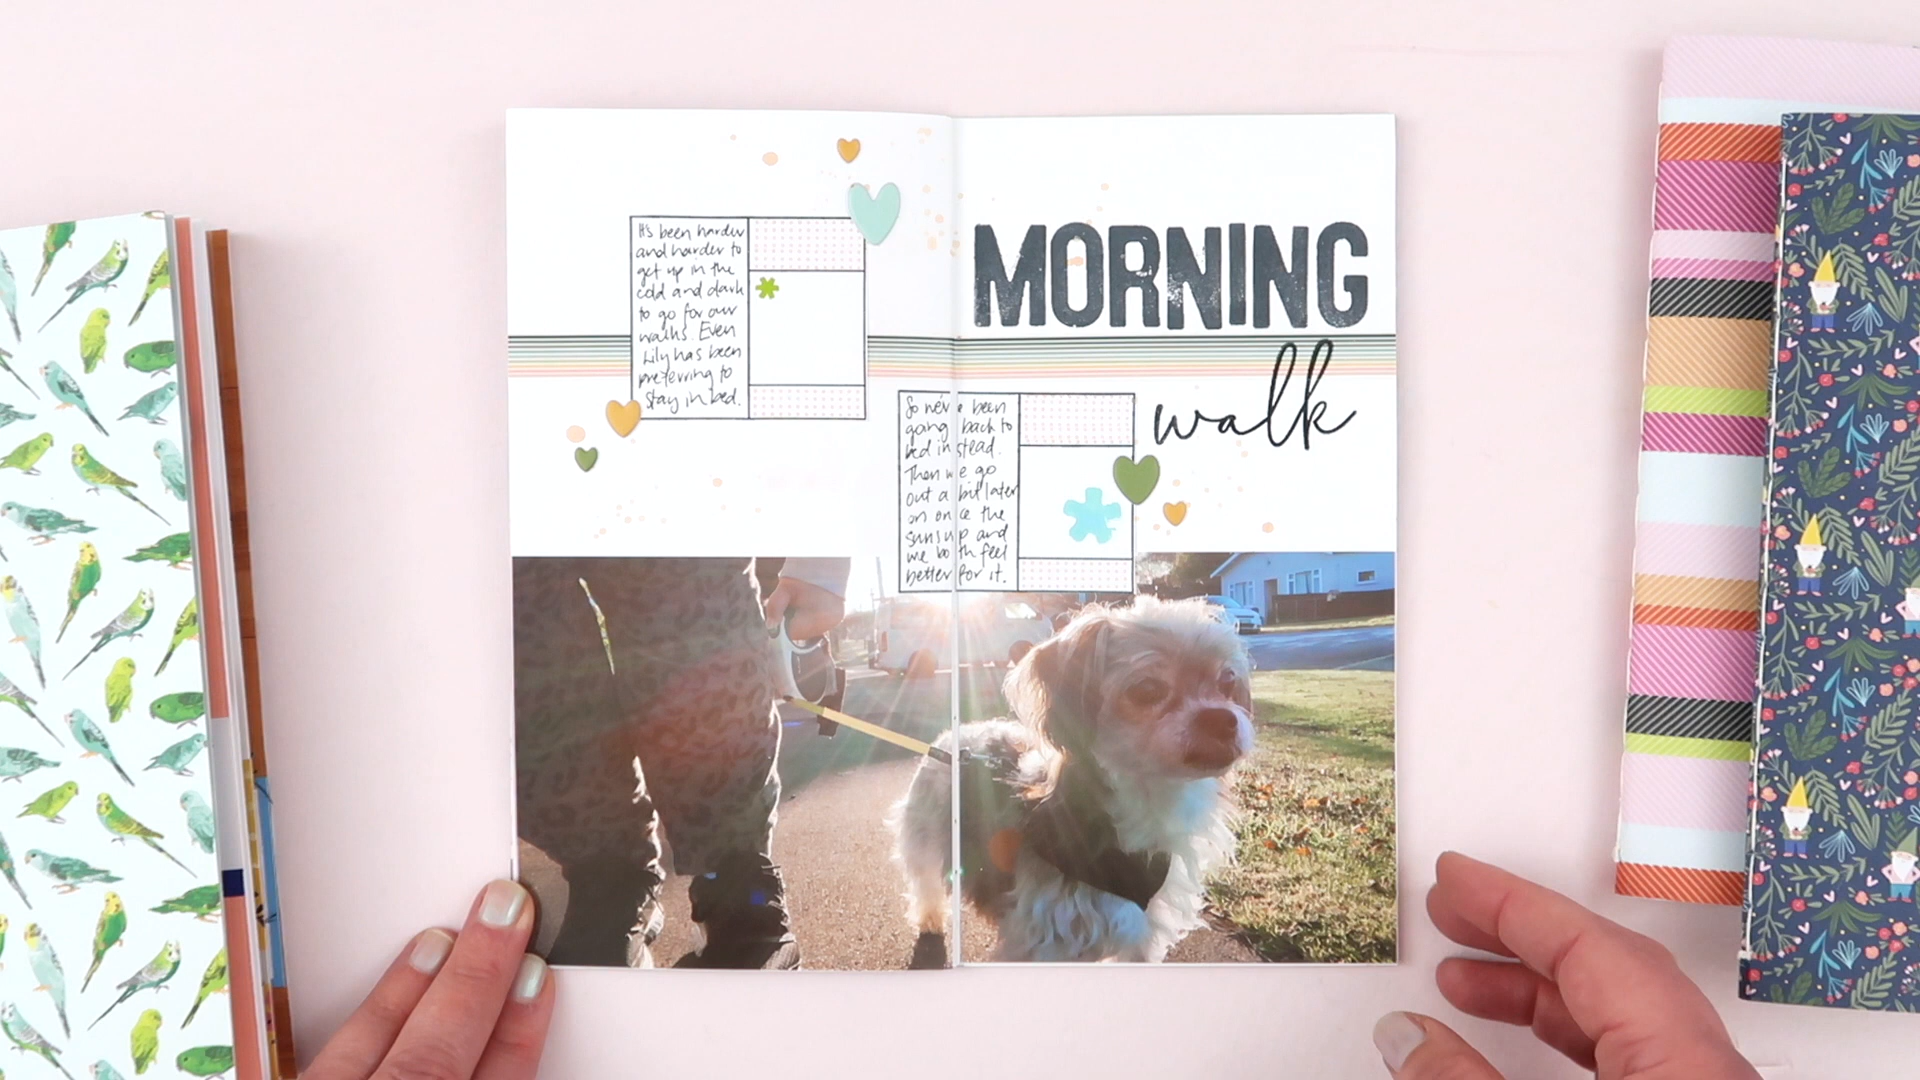 It's been harder
and harder to
get up in the
cold and dark
to go for our
walks. Even
Lily has been
preferring to
stay in bed.
MORNING
walk
So we've been
going back to
bed instead.
Then we go
out a bit later
on once the
suns up and
we both feel
better for it.